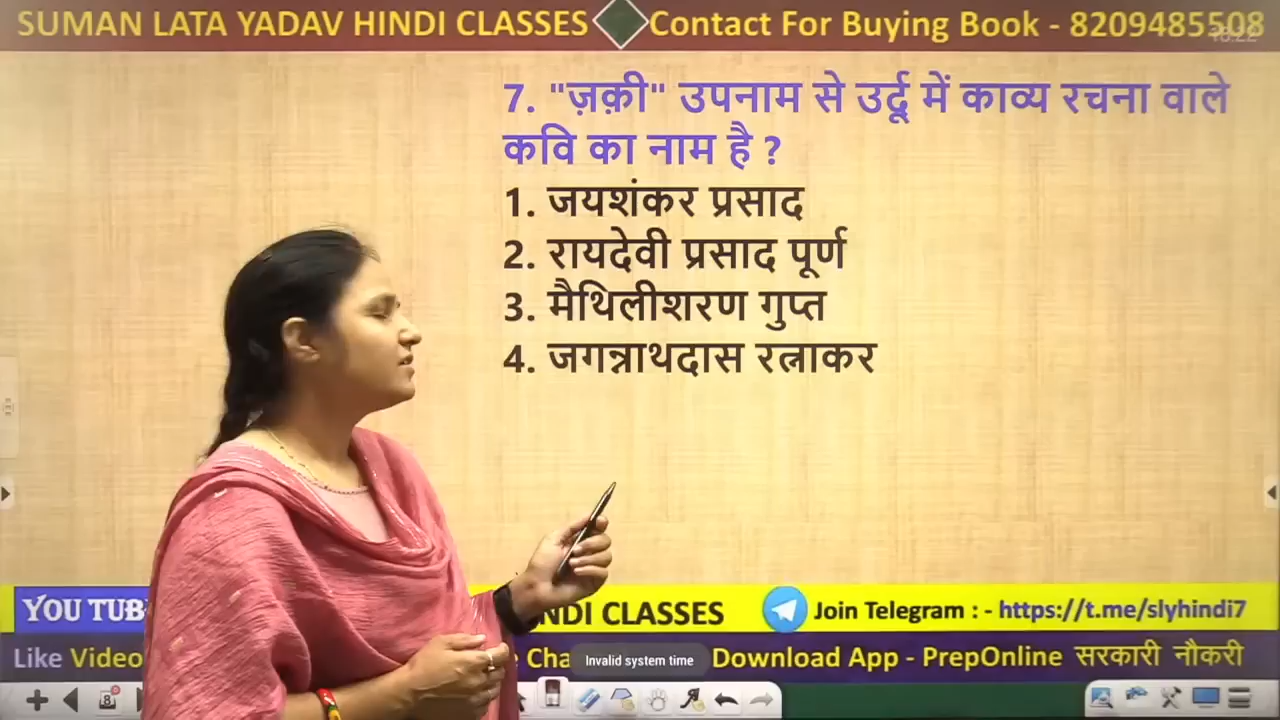 SUMAN LATA YADAV HINDI CLASSES Contact For Buying Book - 8209485508
7. "ज़क़ी" उपनाम से उर्दू में काव्य रचना वाले
कवि का नाम है ?
1. जयशंकर प्रसाद
2. रायदेवी प्रसाद पूर्ण
3. मैथिलीशरण गुप्त
4. जगन्नाथदास रत्नाकर
YOU TUB NDI CLASSES Join Telegram : - https://t.me/slyhindi7
Like Video Cha Invalid system time Download App - PrepOnline सरकारी नौकरी
8